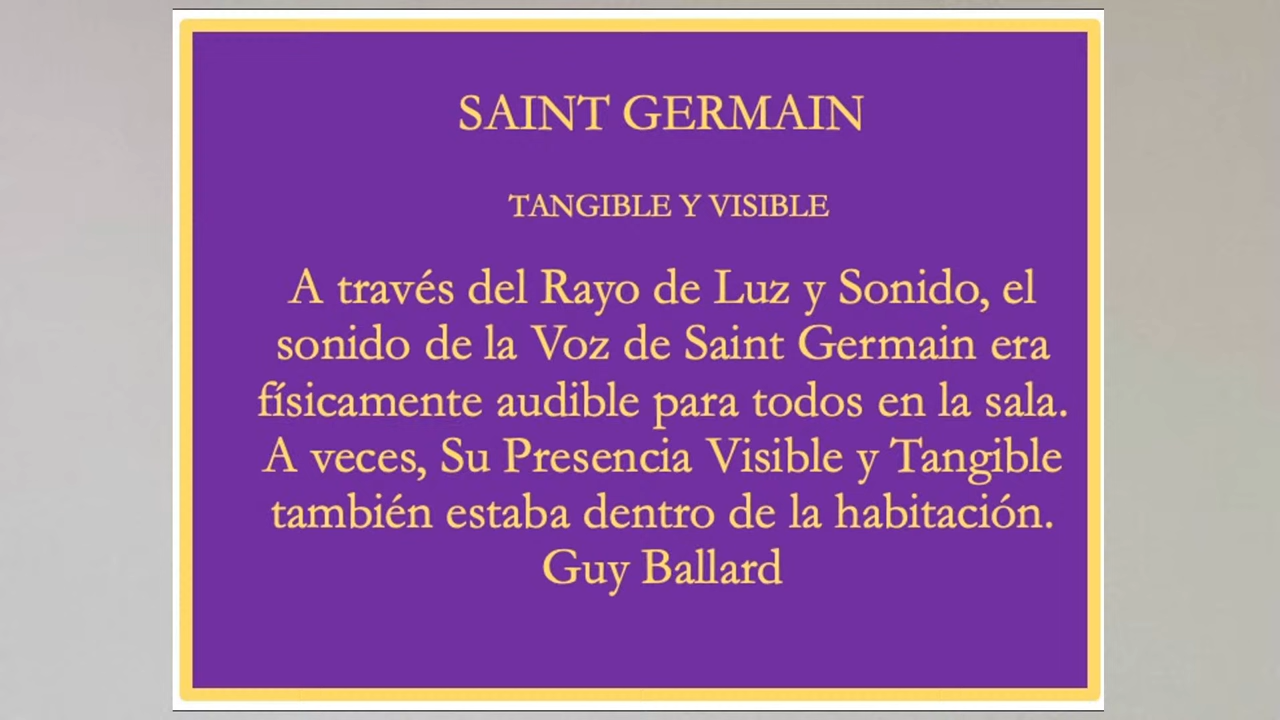 SAINT GERMAIN
TANGIBLE Y VISIBLE
A través del Rayo de Luz y Sonido, el
sonido de la Voz de Saint Germain era
físicamente audible para todos en la sala.
A veces, Su Presencia Visible y Tangible
también estaba dentro de la habitación.
Guy Ballard